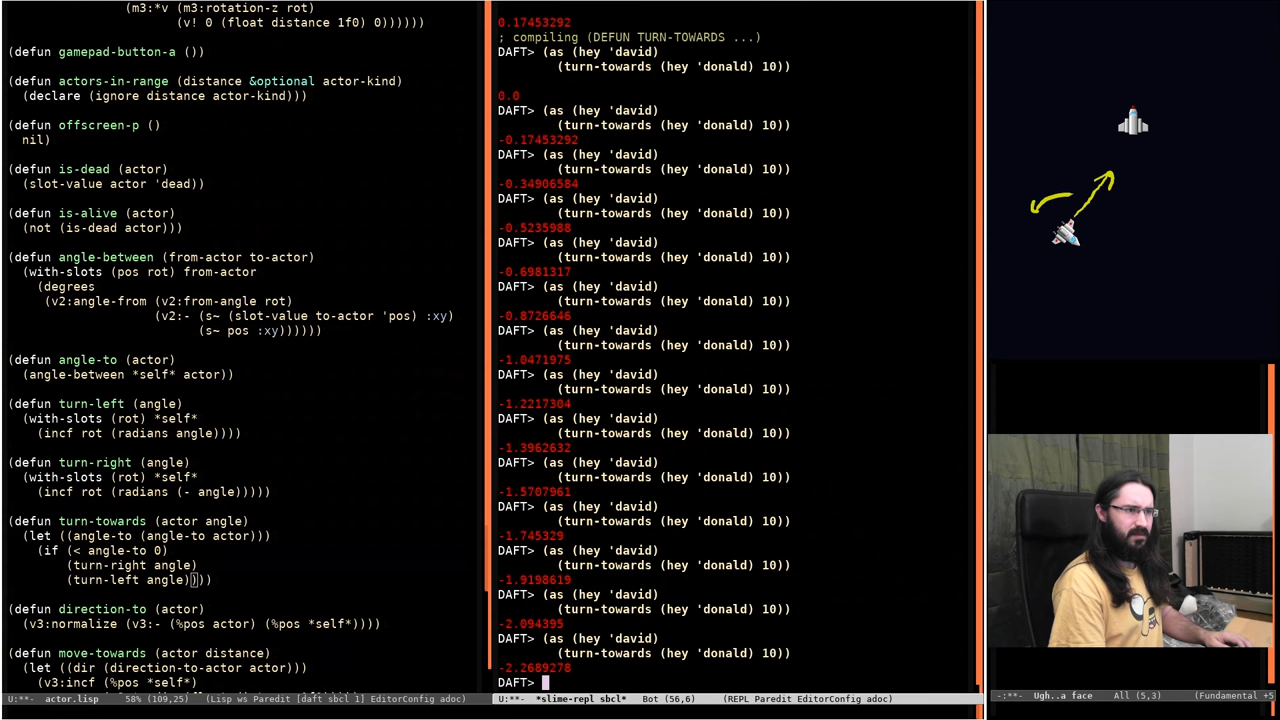 (m3:*v (m3:rotation-z rot)
(v! 0 (float distance 1f0) 0))))))
(defun gamepad-button-a ())
(defun actors-in-range (distance &optional actor-kind)
(declare (ignore distance actor-kind)))
(defun offscreen-p ()
nil)
(defun is-dead (actor)
(slot-value actor 'dead))
(defun is-alive (actor)
(not (is-dead actor)))
(defun angle-between (from-actor to-actor)
(with-slots (pos rot) from-actor
(degrees
(v2:angle-from (v2:from-angle rot)
(v2:- (s~ (slot-value to-actor 'pos) :xy)
(s~ pos :xy))))))
(defun angle-to (actor)
(angle-between *self* actor))
(defun turn-left (angle)
(with-slots (rot) *self*
(incf rot (radians angle))))
(defun turn-right (angle)
(with-slots (rot) *self*
(incf rot (radians (- angle)))))
(defun turn-towards (actor angle)
(let ((angle-to (angle-to actor)))
(if (< angle-to 0)
(turn-right angle)
(turn-left angle))))
(defun direction-to (actor)
(v3:normalize (v3:- (%pos actor) (%pos *self*))))
(defun move-towards (actor distance)
(let ((dir (direction-to-actor actor)))
(v3:incf (%pos *self*)
U:**-  actor.lisp     58% (109,25)    (Lisp ws Paredit [daft sbcl 1] EditorConfig adoc)
0.17453292
; compiling (DEFUN TURN-TOWARDS ...)
DAFT> (as (hey 'david)
(turn-towards (hey 'donald) 10))
0.0
DAFT> (as (hey 'david)
(turn-towards (hey 'donald) 10))
-0.17453292
DAFT> (as (hey 'david)
(turn-towards (hey 'donald) 10))
-0.34906584
DAFT> (as (hey 'david)
(turn-towards (hey 'donald) 10))
-0.5235988
DAFT> (as (hey 'david)
(turn-towards (hey 'donald) 10))
-0.6981317
DAFT> (as (hey 'david)
(turn-towards (hey 'donald) 10))
-0.8726646
DAFT> (as (hey 'david)
(turn-towards (hey 'donald) 10))
-1.0471975
DAFT> (as (hey 'david)
(turn-towards (hey 'donald) 10))
-1.2217304
DAFT> (as (hey 'david)
(turn-towards (hey 'donald) 10))
-1.3962632
DAFT> (as (hey 'david)
(turn-towards (hey 'donald) 10))
-1.5707961
DAFT> (as (hey 'david)
(turn-towards (hey 'donald) 10))
-1.745329
DAFT> (as (hey 'david)
(turn-towards (hey 'donald) 10))
-1.9198619
DAFT> (as (hey 'david)
(turn-towards (hey 'donald) 10))
-2.094395
DAFT> (as (hey 'david)
(turn-towards (hey 'donald) 10))
-2.2689278
DAFT>
U:**-  *slime-repl sbcl*   Bot (56,6)     (REPL Paredit EditorConfig adoc)
-:**-  Ugh..a face    All (5,3)     (Fundamental +5